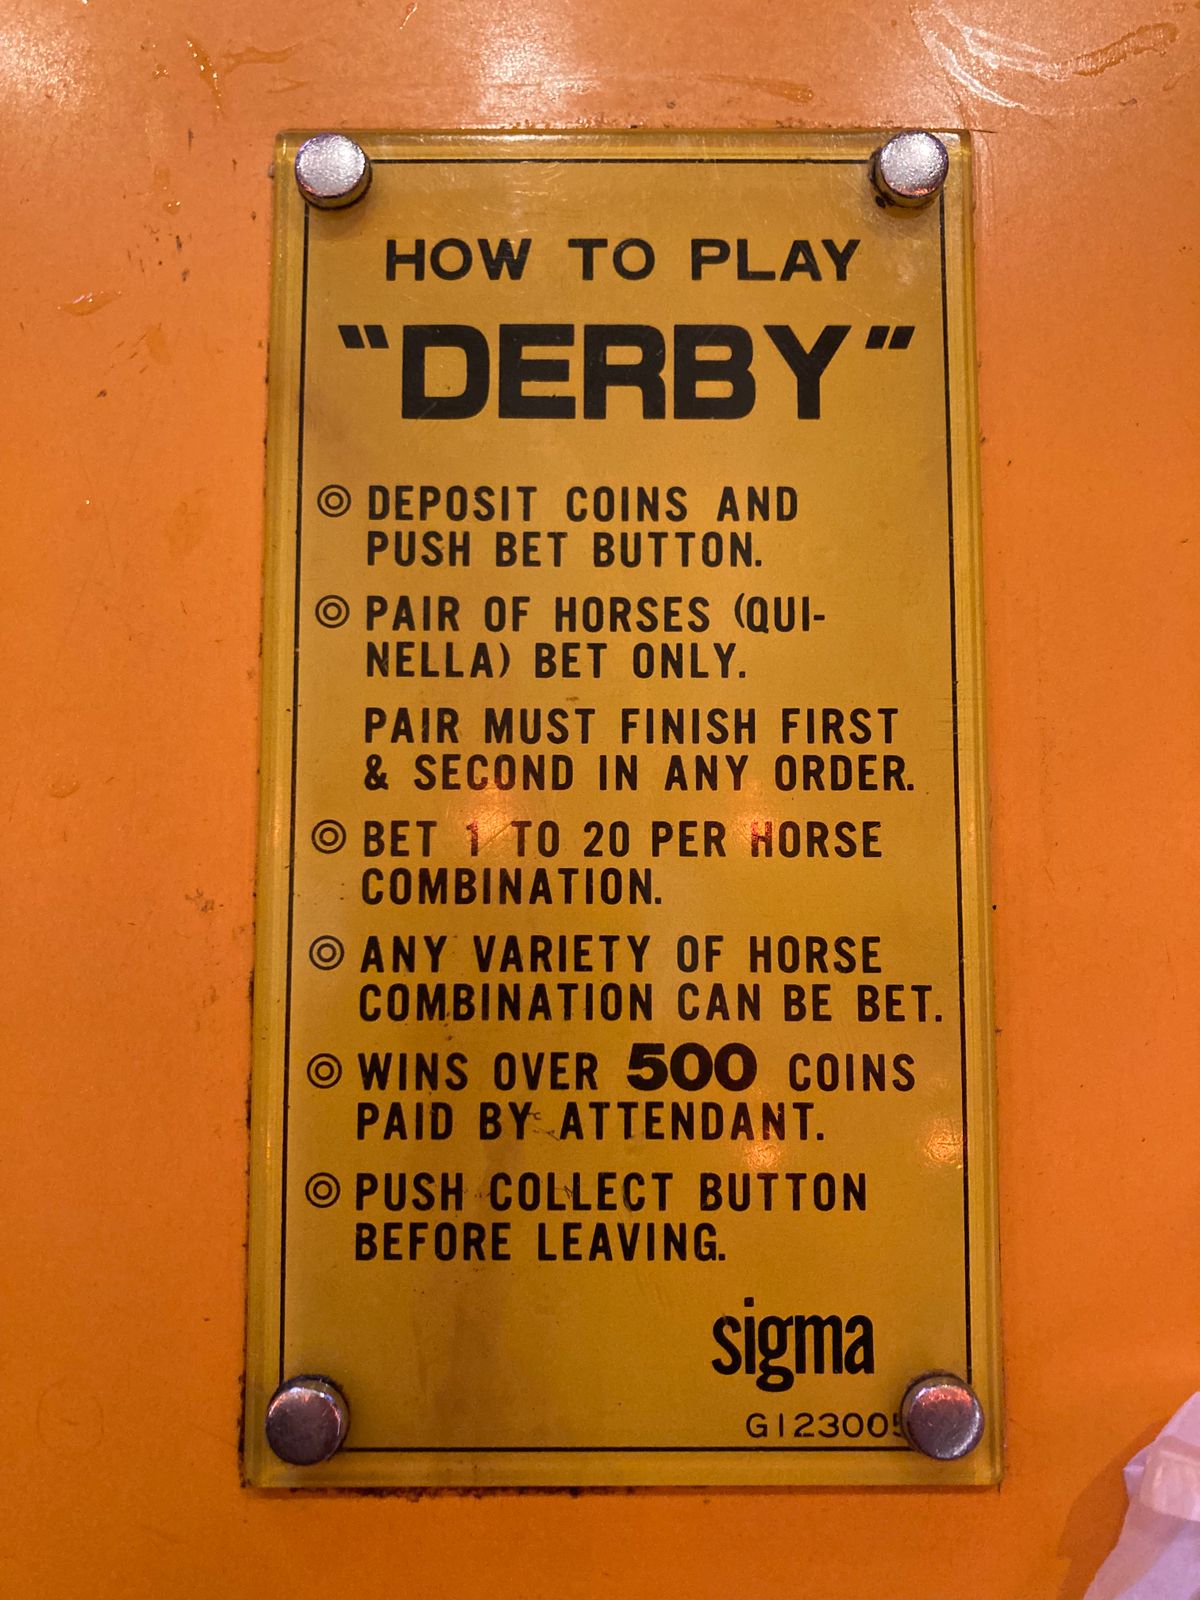 HOW TO PLAY
"DERBY"
◎ DEPOSIT COINS AND
PUSH BET BUTTON.
◎ PAIR OF HORSES (QUI-
NELLA) BET ONLY.
PAIR MUST FINISH FIRST
& SECOND IN ANY ORDER.
◎ BET 1 TO 20 PER HORSE
COMBINATION.
◎ ANY VARIETY OF HORSE
COMBINATION CAN BE BET.
◎ WINS OVER 500 COINS
PAID BY ATTENDANT.
◎ PUSH COLLECT BUTTON
BEFORE LEAVING.
sigma